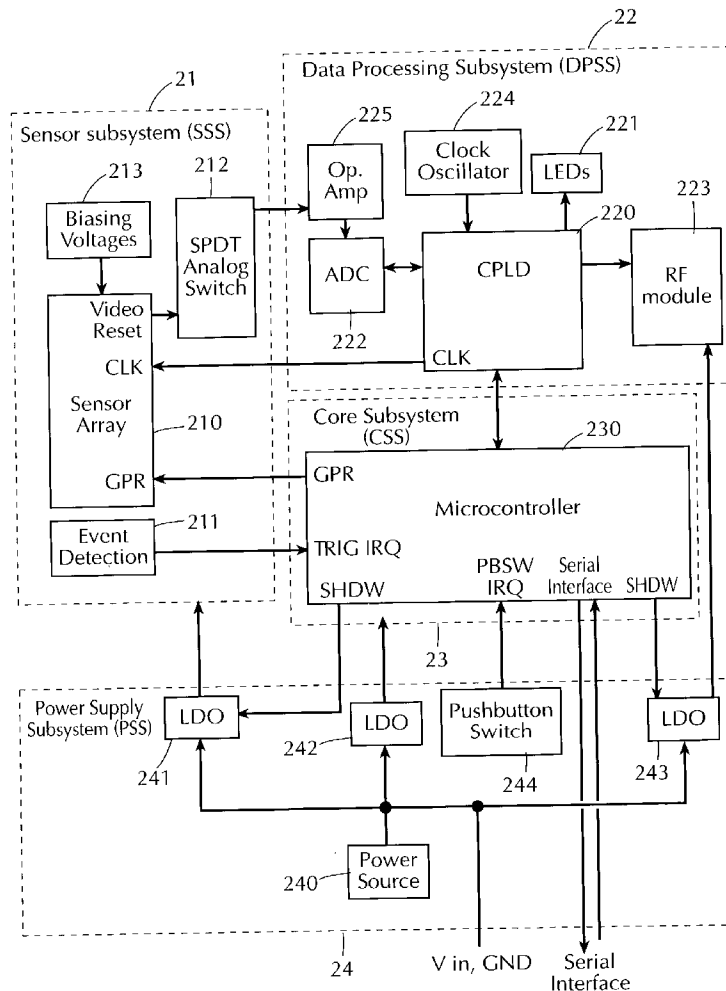 22
Data Processing Subsystem (DPSS)
21
Sensor subsystem (SSS)
225
224
221
213
212
Op.
Amp
Clock
Oscillator
LEDs
220
223
Biasing
Voltages
SPDT
Analog
Switch
ADC
CPLD
RF
module
Video
Reset
222
CLK
CLK
Sensor
Array
210
Core Subsystem
(CSS)
230
GPR
GPR
Microcontroller
211
Event
Detection
TRIG IRQ
SHDW
PBSW
IRQ
Serial
Interface
SHDW
23
Power Supply
Subsystem (PSS)
LDO
LDO
Pushbutton
Switch
LDO
241
242
244
243
240
Power
Source
24
V in, GND
Serial
Interface